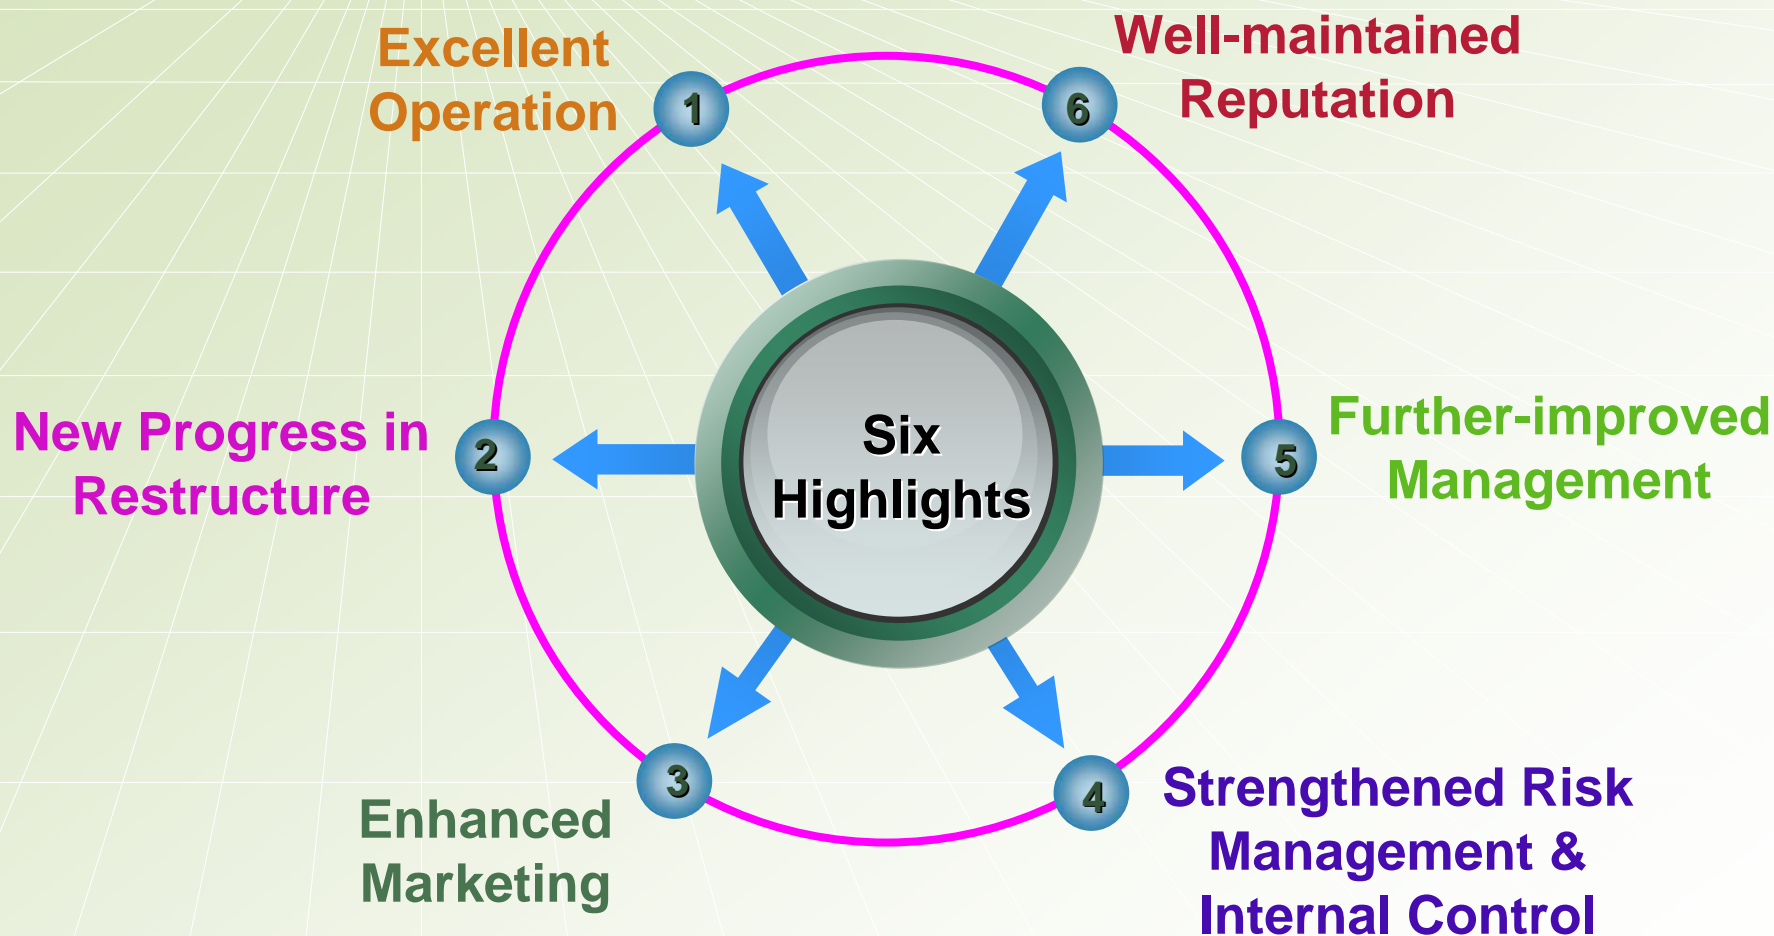 Excellent
Operation
1
Well-maintained
Reputation
6
New Progress in
Restructure
2
Six
Highlights
5
Further-improved
Management
3
Enhanced
Marketing
4
Strengthened Risk
Management &
Internal Control